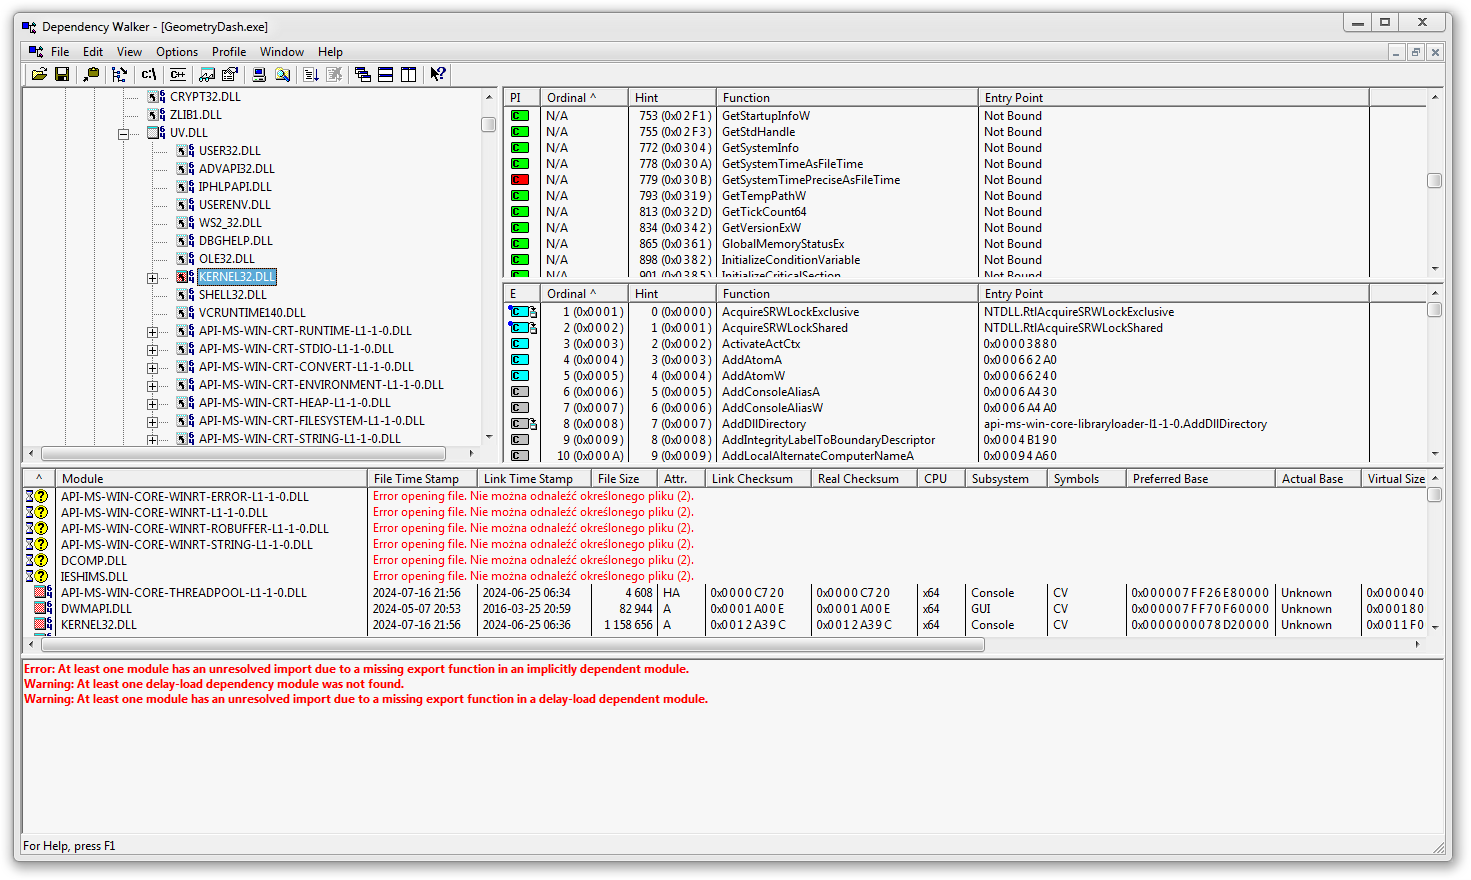 Dependency Walker - [GeometryDash.exe]
File Edit View Options Profile Window Help
c:\ C++
CRYPT32.DLL
ZLIB1.DLL
UV.DLL
USER32.DLL
ADVAPI32.DLL
IPHLPAPI.DLL
USERENV.DLL
WS2_32.DLL
DBGHELP.DLL
OLE32.DLL
KERNEL32.DLL
SHELL32.DLL
VCRUNTIME140.DLL
API-MS-WIN-CRT-RUNTIME-L1-1-0.DLL
API-MS-WIN-CRT-STDIO-L1-1-0.DLL
API-MS-WIN-CRT-CONVERT-L1-1-0.DLL
API-MS-WIN-CRT-ENVIRONMENT-L1-1-0.DLL
API-MS-WIN-CRT-HEAP-L1-1-0.DLL
API-MS-WIN-CRT-FILESYSTEM-L1-1-0.DLL
API-MS-WIN-CRT-STRING-L1-1-0.DLL
PI Ordinal ^ Hint Function Entry Point
C N/A 753 (0x02F1) GetStartupInfoW Not Bound
C N/A 755 (0x02F3) GetStdHandle Not Bound
C N/A 772 (0x0304) GetSystemInfo Not Bound
C N/A 778 (0x030A) GetSystemTimeAsFileTime Not Bound
C N/A 779 (0x030B) GetSystemTimePreciseAsFileTime Not Bound
C N/A 793 (0x0319) GetTempPathW Not Bound
C N/A 813 (0x032D) GetTickCount64 Not Bound
C N/A 834 (0x0342) GetVersionExW Not Bound
C N/A 865 (0x0361) GlobalMemoryStatusEx Not Bound
C N/A 898 (0x0382) InitializeConditionVariable Not Bound
C N/A 901 (0x0385) InitializeCriticalSection Not Bound
E Ordinal ^ Hint Function Entry Point
C 1 (0x0001) 0 (0x0000) AcquireSRWLockExclusive NTDLL.RtlAcquireSRWLockExclusive
C 2 (0x0002) 1 (0x0001) AcquireSRWLockShared NTDLL.RtlAcquireSRWLockShared
C 3 (0x0003) 2 (0x0002) ActivateActCtx 0x00003880
C 4 (0x0004) 3 (0x0003) AddAtomA 0x000662A0
C 5 (0x0005) 4 (0x0004) AddAtomW 0x00066240
C 6 (0x0006) 5 (0x0005) AddConsoleAliasA 0x0006A430
C 7 (0x0007) 6 (0x0006) AddConsoleAliasW 0x0006A4A0
C 8 (0x0008) 7 (0x0007) AddDllDirectory api-ms-win-core-libraryloader-l1-1-0.AddDllDirectory
C 9 (0x0009) 8 (0x0008) AddIntegrityLabelToBoundaryDescriptor 0x0004B190
C 10 (0x000A) 9 (0x0009) AddLocalAlternateComputerNameA 0x00094A60
^ Module File Time Stamp Link Time Stamp File Size Attr. Link Checksum Real Checksum CPU Subsystem Symbols Preferred Base Actual Base Virtual Size
API-MS-WIN-CORE-WINRT-ERROR-L1-1-0.DLL Error opening file. Nie można odnaleźć określonego pliku (2).
API-MS-WIN-CORE-WINRT-L1-1-0.DLL Error opening file. Nie można odnaleźć określonego pliku (2).
API-MS-WIN-CORE-WINRT-ROBUFFER-L1-1-0.DLL Error opening file. Nie można odnaleźć określonego pliku (2).
API-MS-WIN-CORE-WINRT-STRING-L1-1-0.DLL Error opening file. Nie można odnaleźć określonego pliku (2).
DCOMP.DLL Error opening file. Nie można odnaleźć określonego pliku (2).
IESHIMS.DLL Error opening file. Nie można odnaleźć określonego pliku (2).
API-MS-WIN-CORE-THREADPOOL-L1-1-0.DLL 2024-07-16 21:56 2024-06-25 06:34 4 608 HA 0x0000C720 0x0000C720 x64 Console CV 0x000007FF26E80000 Unknown 0x000040
DWMAPI.DLL 2024-05-07 20:53 2016-03-25 20:59 82 944 A 0x0001A00E 0x0001A00E x64 GUI CV 0x000007FF70F60000 Unknown 0x000180
KERNEL32.DLL 2024-07-16 21:56 2024-06-25 06:36 1 158 656 A 0x0012A39C 0x0012A39C x64 Console CV 0x0000000078D20000 Unknown 0x0011F0
Error: At least one module has an unresolved import due to a missing export function in an implicitly dependent module.
Warning: At least one delay-load dependency module was not found.
Warning: At least one module has an unresolved import due to a missing export function in a delay-load dependent module.
For Help, press F1